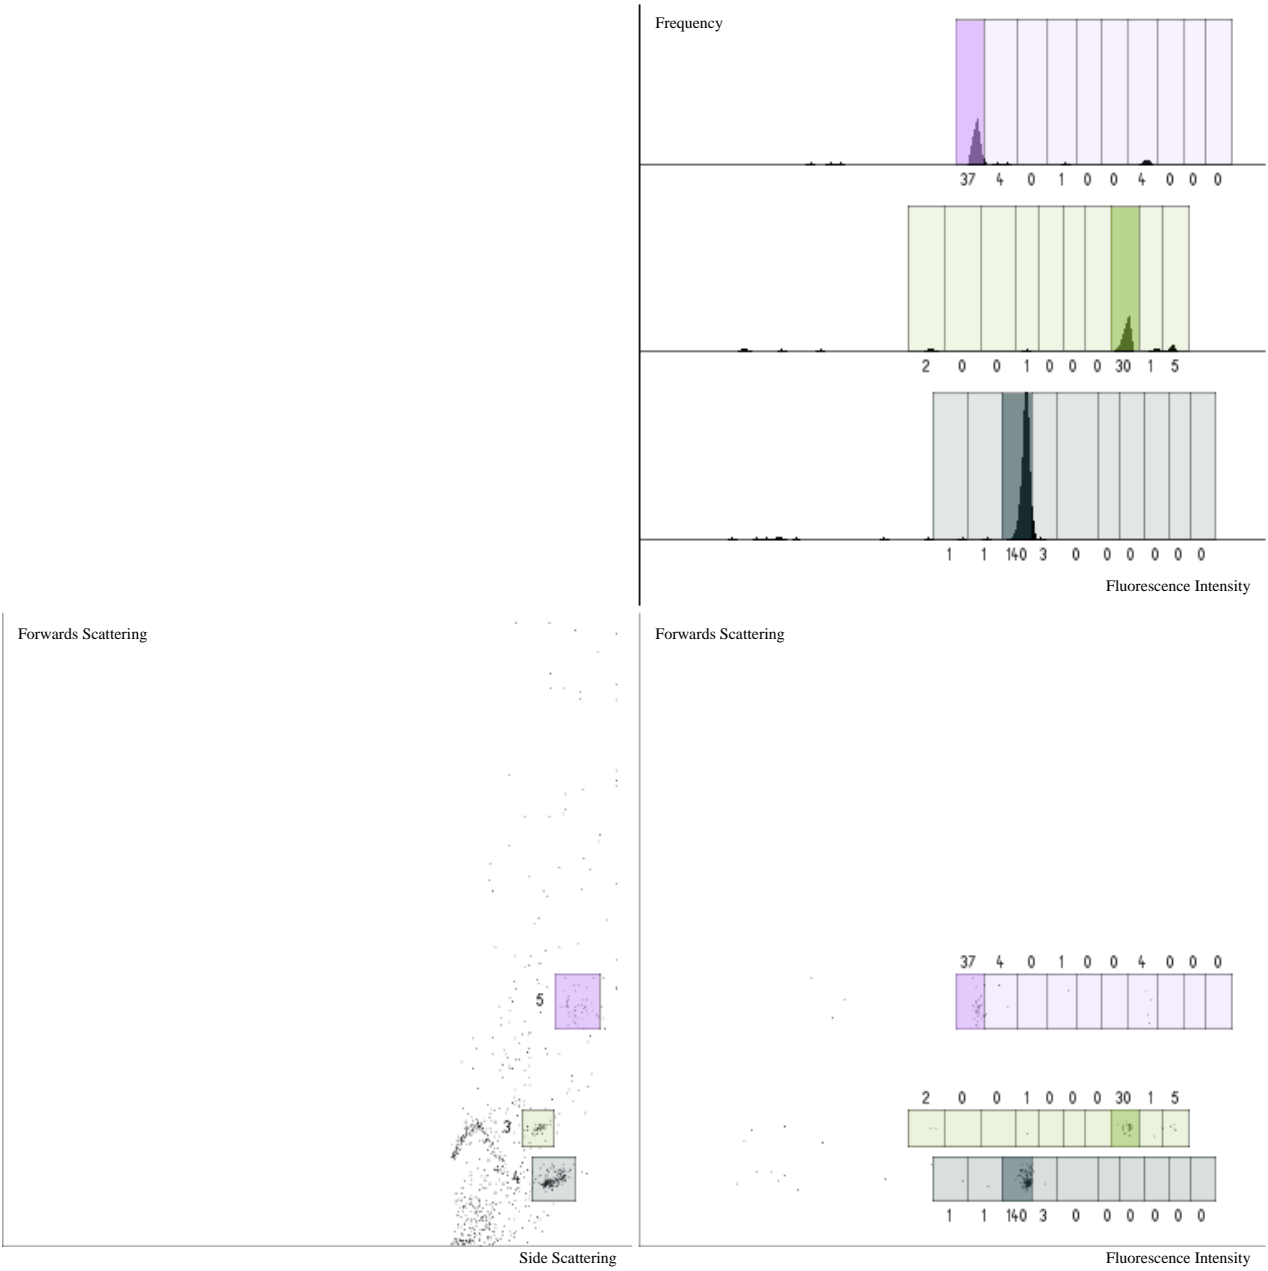 Frequency
37 4 0 1 0 0 4 0 0 0
2 0 0 1 0 0 0 30 1 5
1 1 140 3 0 0 0 0 0 0
Fluorescence Intensity
Forwards Scattering
5
3
4
Side Scattering
Forwards Scattering
37 4 0 1 0 0 4 0 0 0
2 0 0 1 0 0 0 30 1 5
1 1 140 3 0 0 0 0 0 0
Fluorescence Intensity